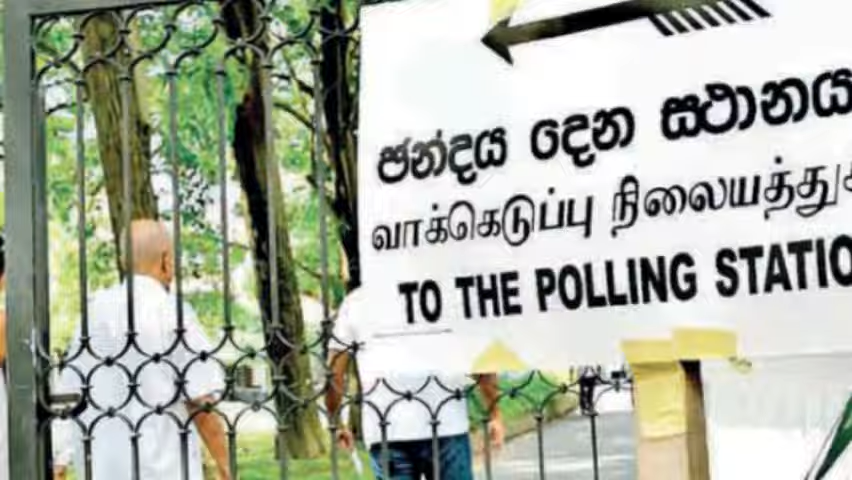 ඡන්දය දෙන ස්ථානය
வாக்கெடுப்பு நிலையத்துக்
TO THE POLLING STATIO